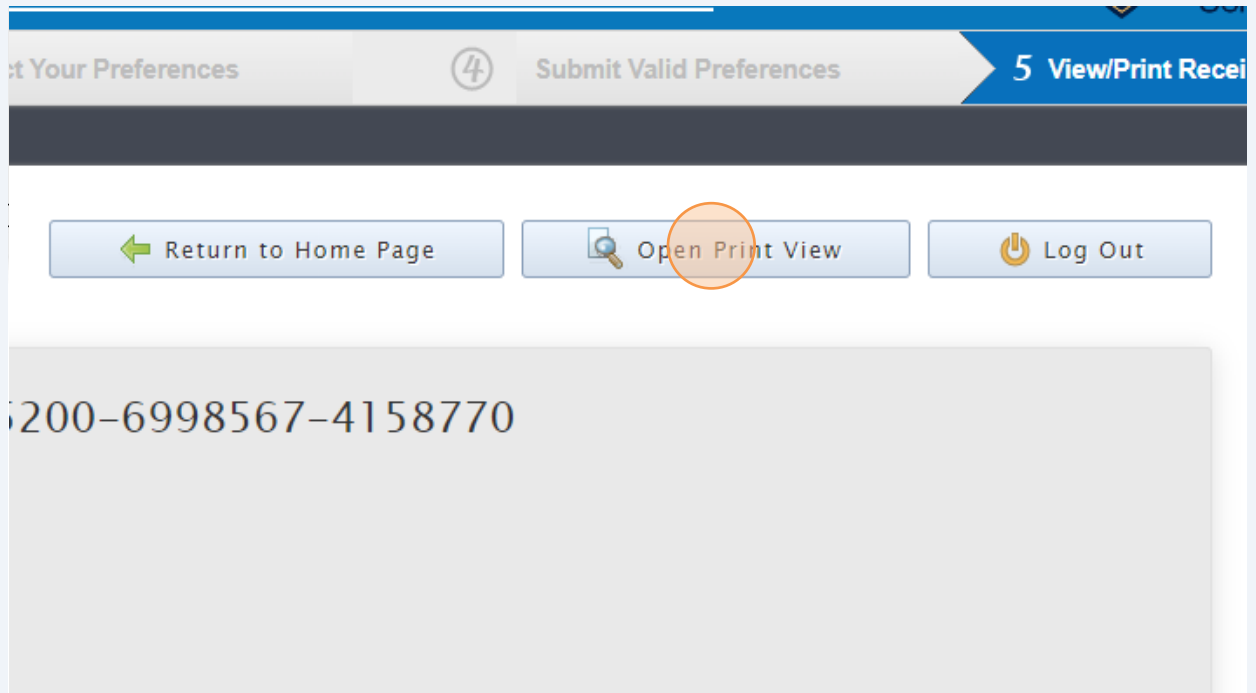 ct Your Preferences
4
Submit Valid Preferences
5 View/Print Recei
Return to Home Page
Open Print View
Log Out
200-6998567-4158770